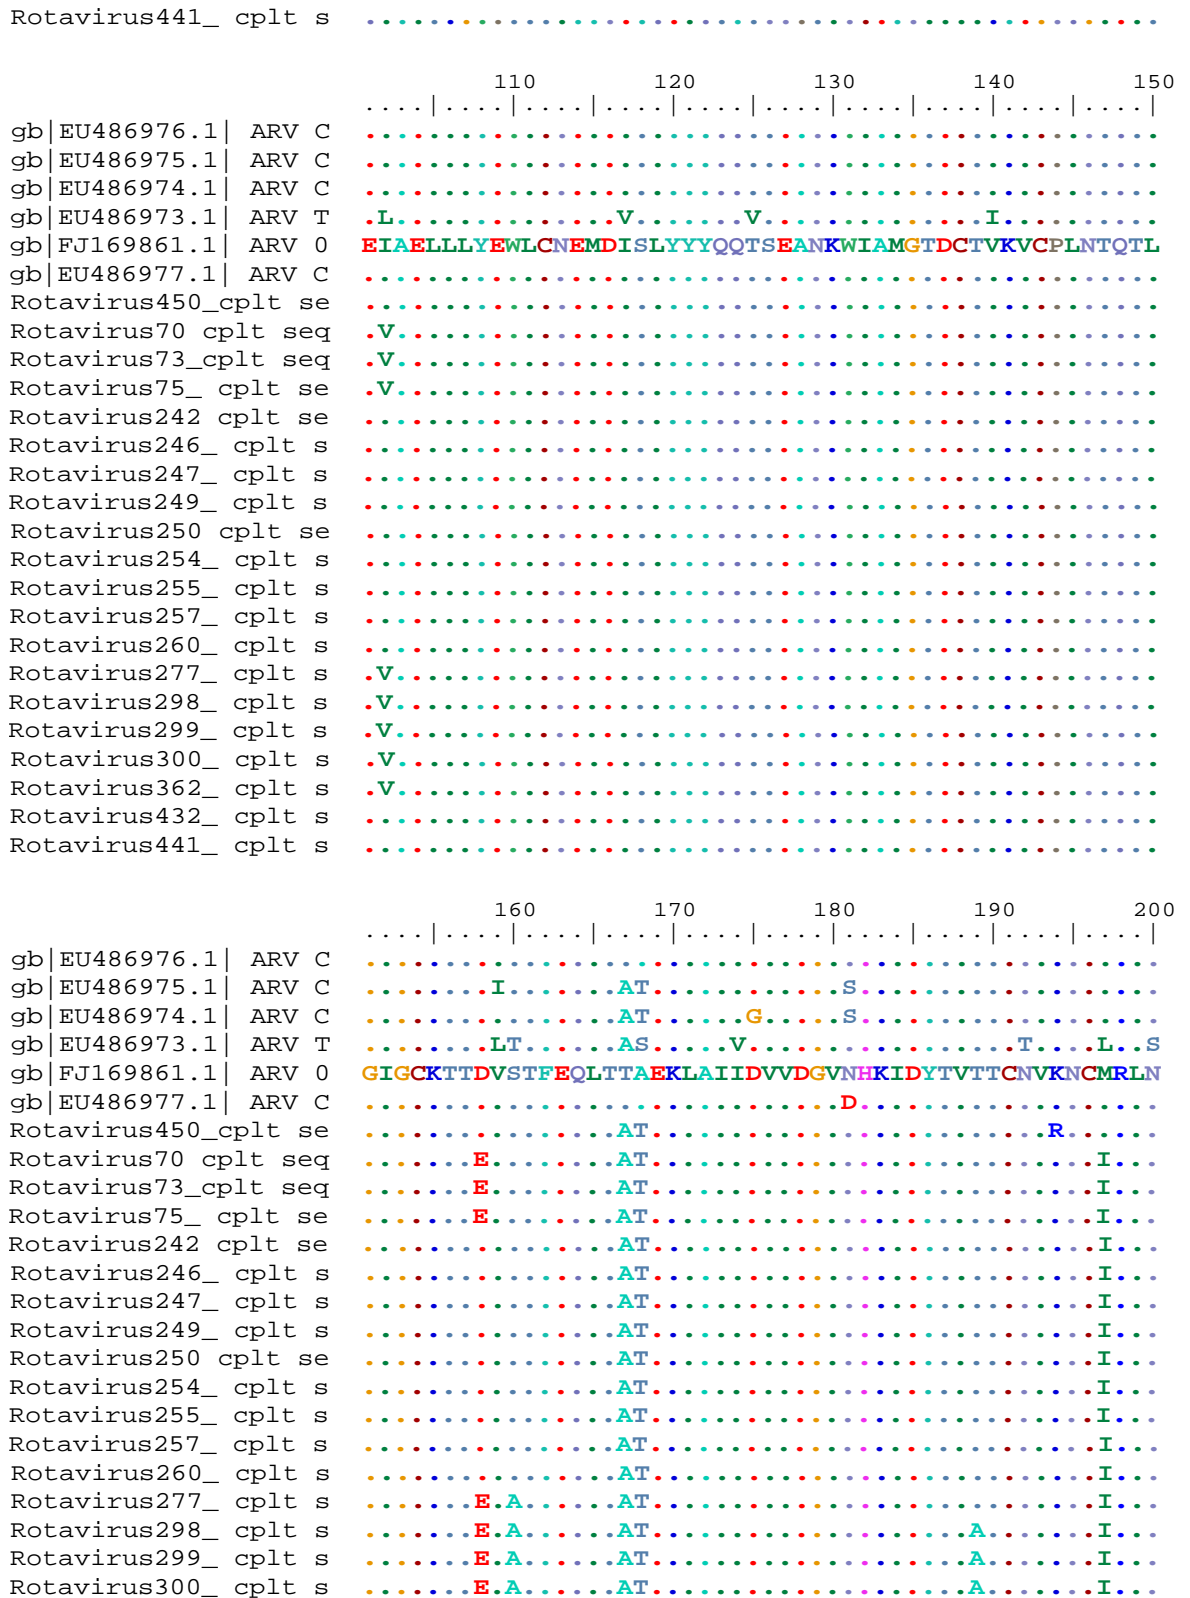 Rotavirus441_ cplt s ..................................................
110 120 130 140 150
....|....|....|....|....|....|....|....|....|....|
gb|EU486976.1| ARV C ..................................................
gb|EU486975.1| ARV C ..................................................
gb|EU486974.1| ARV C ..................................................
gb|EU486973.1| ARV T .L..............V.......V..............I..........
gb|FJ169861.1| ARV 0 EIAELLLYEWLCNEMDISLYYYQQTSEANKWIAMGTDCTVKVCPLNTQTL
gb|EU486977.1| ARV C ..................................................
Rotavirus450_cplt se ..................................................
Rotavirus70 cplt seq .V................................................
Rotavirus73_cplt seq .V................................................
Rotavirus75_ cplt se .V................................................
Rotavirus242 cplt se ..................................................
Rotavirus246_ cplt s ..................................................
Rotavirus247_ cplt s ..................................................
Rotavirus249_ cplt s ..................................................
Rotavirus250 cplt se ..................................................
Rotavirus254_ cplt s ..................................................
Rotavirus255_ cplt s ..................................................
Rotavirus257_ cplt s ..................................................
Rotavirus260_ cplt s ..................................................
Rotavirus277_ cplt s .V................................................
Rotavirus298_ cplt s .V................................................
Rotavirus299_ cplt s .V................................................
Rotavirus300_ cplt s .V................................................
Rotavirus362_ cplt s .V................................................
Rotavirus432_ cplt s ..................................................
Rotavirus441_ cplt s ..................................................
160 170 180 190 200
....|....|....|....|....|....|....|....|....|....|
gb|EU486976.1| ARV C ..................................................
gb|EU486975.1| ARV C ........I.......AT............S...................
gb|EU486974.1| ARV C ................AT......G.....S...................
gb|EU486973.1| ARV T ........LT......AS.....V.................T....L..S
gb|FJ169861.1| ARV 0 GIGCKTTDVSTFEQLTTAEKLAIIDVVDGVNHKIDYTVTTCNVKNCMRLN
gb|EU486977.1| ARV C ..............................D...................
Rotavirus450_cplt se ................AT.........................R......
Rotavirus70 cplt seq .......E........AT............................I...
Rotavirus73_cplt seq .......E........AT............................I...
Rotavirus75_ cplt se .......E........AT............................I...
Rotavirus242 cplt se ................AT............................I...
Rotavirus246_ cplt s ................AT............................I...
Rotavirus247_ cplt s ................AT............................I...
Rotavirus249_ cplt s ................AT............................I...
Rotavirus250 cplt se ................AT............................I...
Rotavirus254_ cplt s ................AT............................I...
Rotavirus255_ cplt s ................AT............................I...
Rotavirus257_ cplt s ................AT............................I...
Rotavirus260_ cplt s ................AT............................I...
Rotavirus277_ cplt s .......E.A......AT............................I...
Rotavirus298_ cplt s .......E.A......AT....................A.......I...
Rotavirus299_ cplt s .......E.A......AT....................A.......I...
Rotavirus300_ cplt s .......E.A......AT....................A.......I...